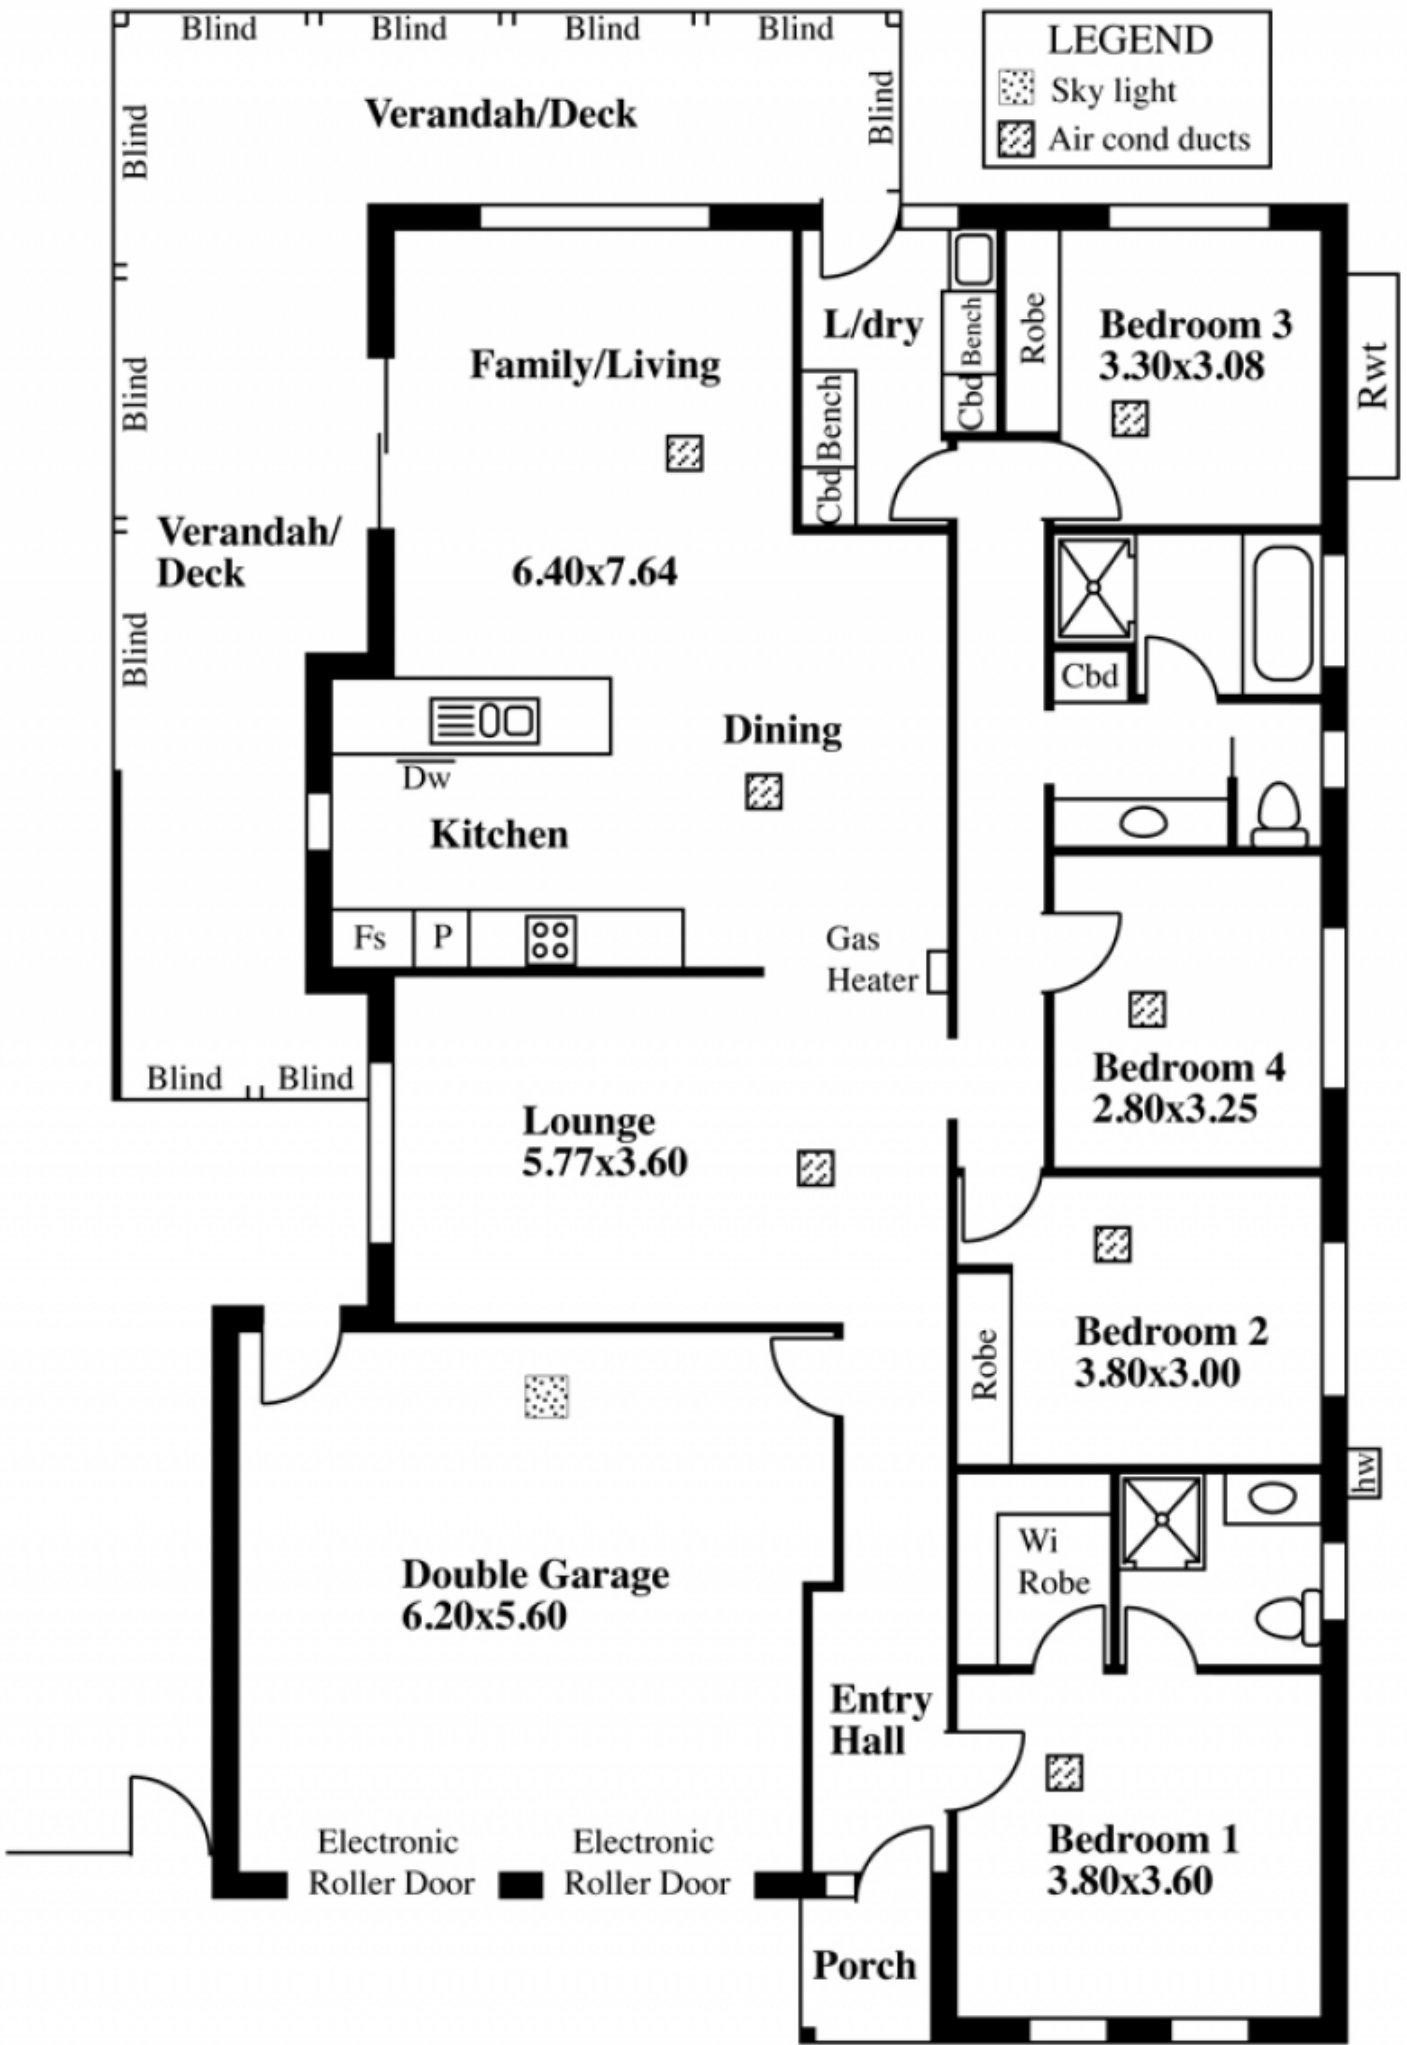 Blind
Blind
Blind
Blind
LEGEND
Sky light
Air cond ducts
Blind
Blind
Verandah/Deck
L/dry
Bench
Cbd
Robe
Bedroom 3
3.30x3.08
Rwt
Family/Living
Blind
Bench
Cbd
Verandah/
Deck
6.40x7.64
Blind
Cbd
Dining
Dw
Kitchen
Fs
P
Gas
Heater
Bedroom 4
2.80x3.25
Blind
Blind
Lounge
5.77x3.60
Bedroom 2
3.80x3.00
Robe
hw
Wi
Robe
Double Garage
6.20x5.60
Entry
Hall
Electronic
Roller Door
Electronic
Roller Door
Bedroom 1
3.80x3.60
Porch